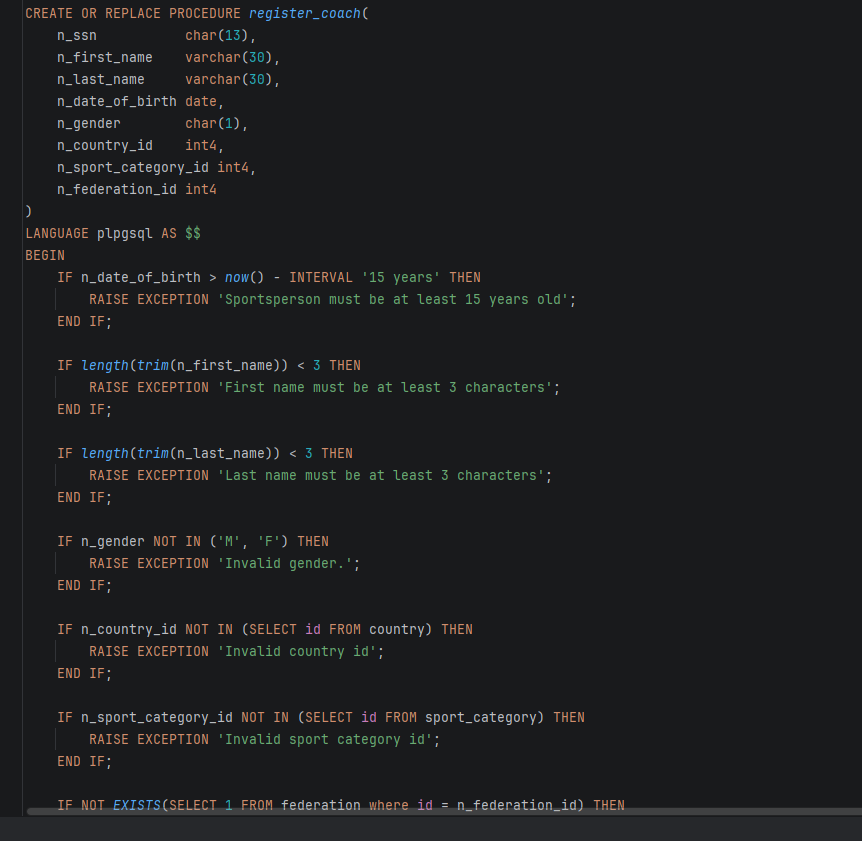 CREATE OR REPLACE PROCEDURE register_coach(
    n_ssn           char(13),
    n_first_name    varchar(30),
    n_last_name     varchar(30),
    n_date_of_birth date,
    n_gender        char(1),
    n_country_id    int4,
    n_sport_category_id int4,
    n_federation_id int4
)
LANGUAGE plpgsql AS $$
BEGIN
    IF n_date_of_birth > now() - INTERVAL '15 years' THEN
        RAISE EXCEPTION 'Sportsperson must be at least 15 years old';
    END IF;

    IF length(trim(n_first_name)) < 3 THEN
        RAISE EXCEPTION 'First name must be at least 3 characters';
    END IF;

    IF length(trim(n_last_name)) < 3 THEN
        RAISE EXCEPTION 'Last name must be at least 3 characters';
    END IF;

    IF n_gender NOT IN ('M', 'F') THEN
        RAISE EXCEPTION 'Invalid gender.';
    END IF;

    IF n_country_id NOT IN (SELECT id FROM country) THEN
        RAISE EXCEPTION 'Invalid country id';
    END IF;

    IF n_sport_category_id NOT IN (SELECT id FROM sport_category) THEN
        RAISE EXCEPTION 'Invalid sport category id';
    END IF;

    IF NOT EXISTS(SELECT 1 FROM federation where id = n_federation_id) THEN